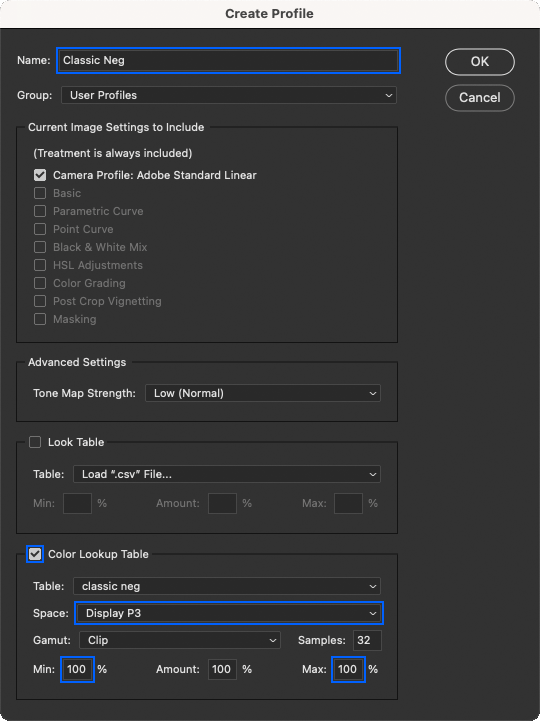 Create Profile
Name: Classic Neg
OK
Group: User Profiles
Cancel
Current Image Settings to Include
(Treatment is always included)
Camera Profile: Adobe Standard Linear
Basic
Parametric Curve
Point Curve
Black & White Mix
HSL Adjustments
Color Grading
Post Crop Vignetting
Masking
Advanced Settings
Tone Map Strength: Low (Normal)
Look Table
Table: Load ".csv" File...
Min: % Amount: % Max: %
Color Lookup Table
Table: classic neg
Space: Display P3
Gamut: Clip Samples: 32
Min: 100 % Amount: 100 % Max: 100 %